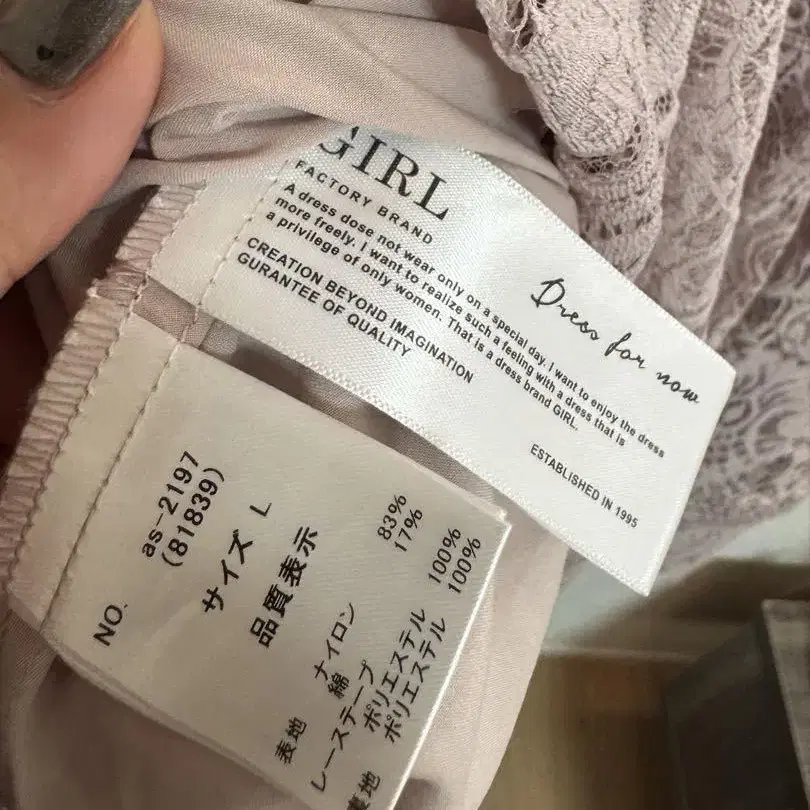 GIRL
FACTORY BRAND
A dress dose not wear only on a special day. I want to enjoy the dress
more freely. I want to realize such a feeling with a dress that is
a privilege of only women. That is a dress brand GIRL.
CREATION BEYOND IMAGINATION
GURANTEE OF QUALITY
Dress for now
ESTABLISHED IN 1995
NO. as-2197
(81839)
サイズ L
品質表示
表地 ナイロン 83%
綿 17%
レーステープ
ポリエステル 100%
裏地 ポリエステル 100%